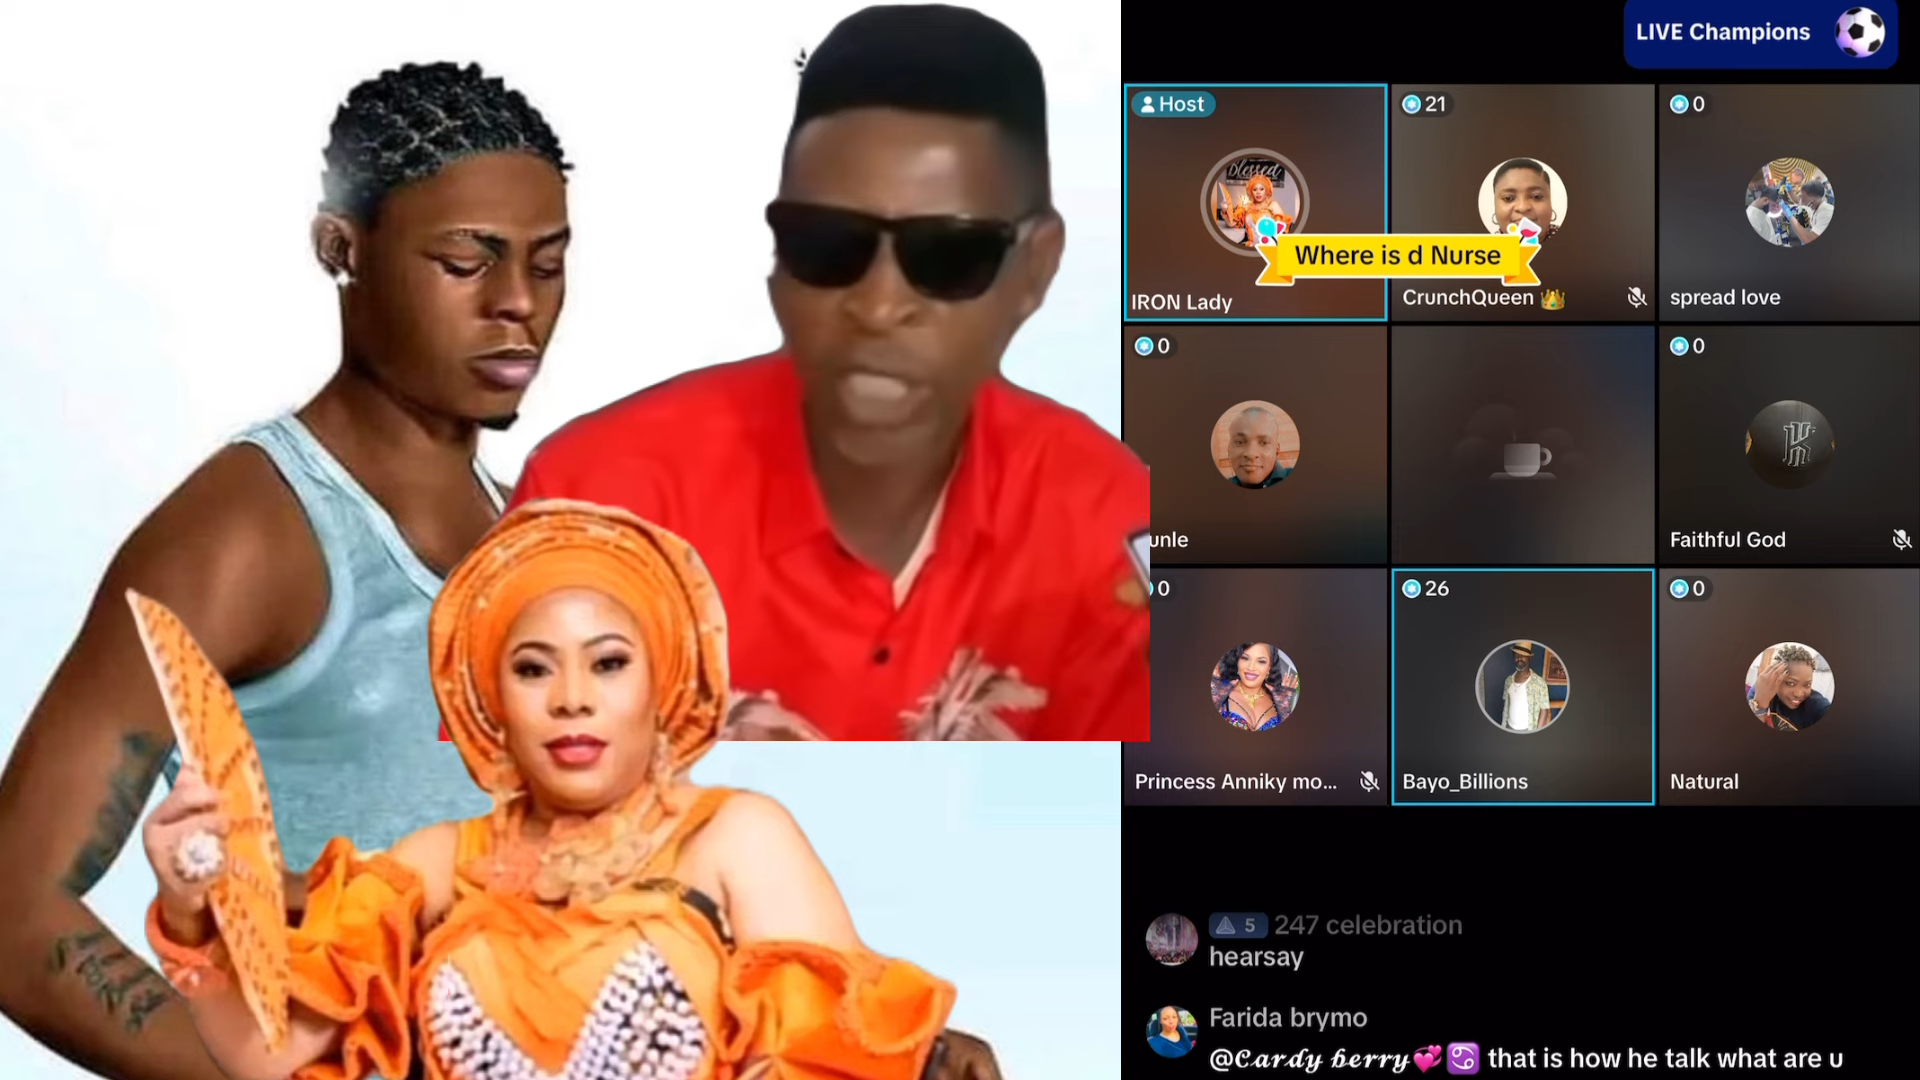 LIVE Champions
Host
21
0
Blessed
Where is d Nurse
IRON Lady
CrunchQueen
spread love
0
0
unle
Faithful God
0
26
0
Princess Anniky mo...
Bayo_Billions
Natural
5 247 celebration
hearsay
Farida brymo
@𝓒𝓪𝓻𝓭𝔂 𝓫𝓮𝓻𝓻𝔂💞♋ that is how he talk what are u